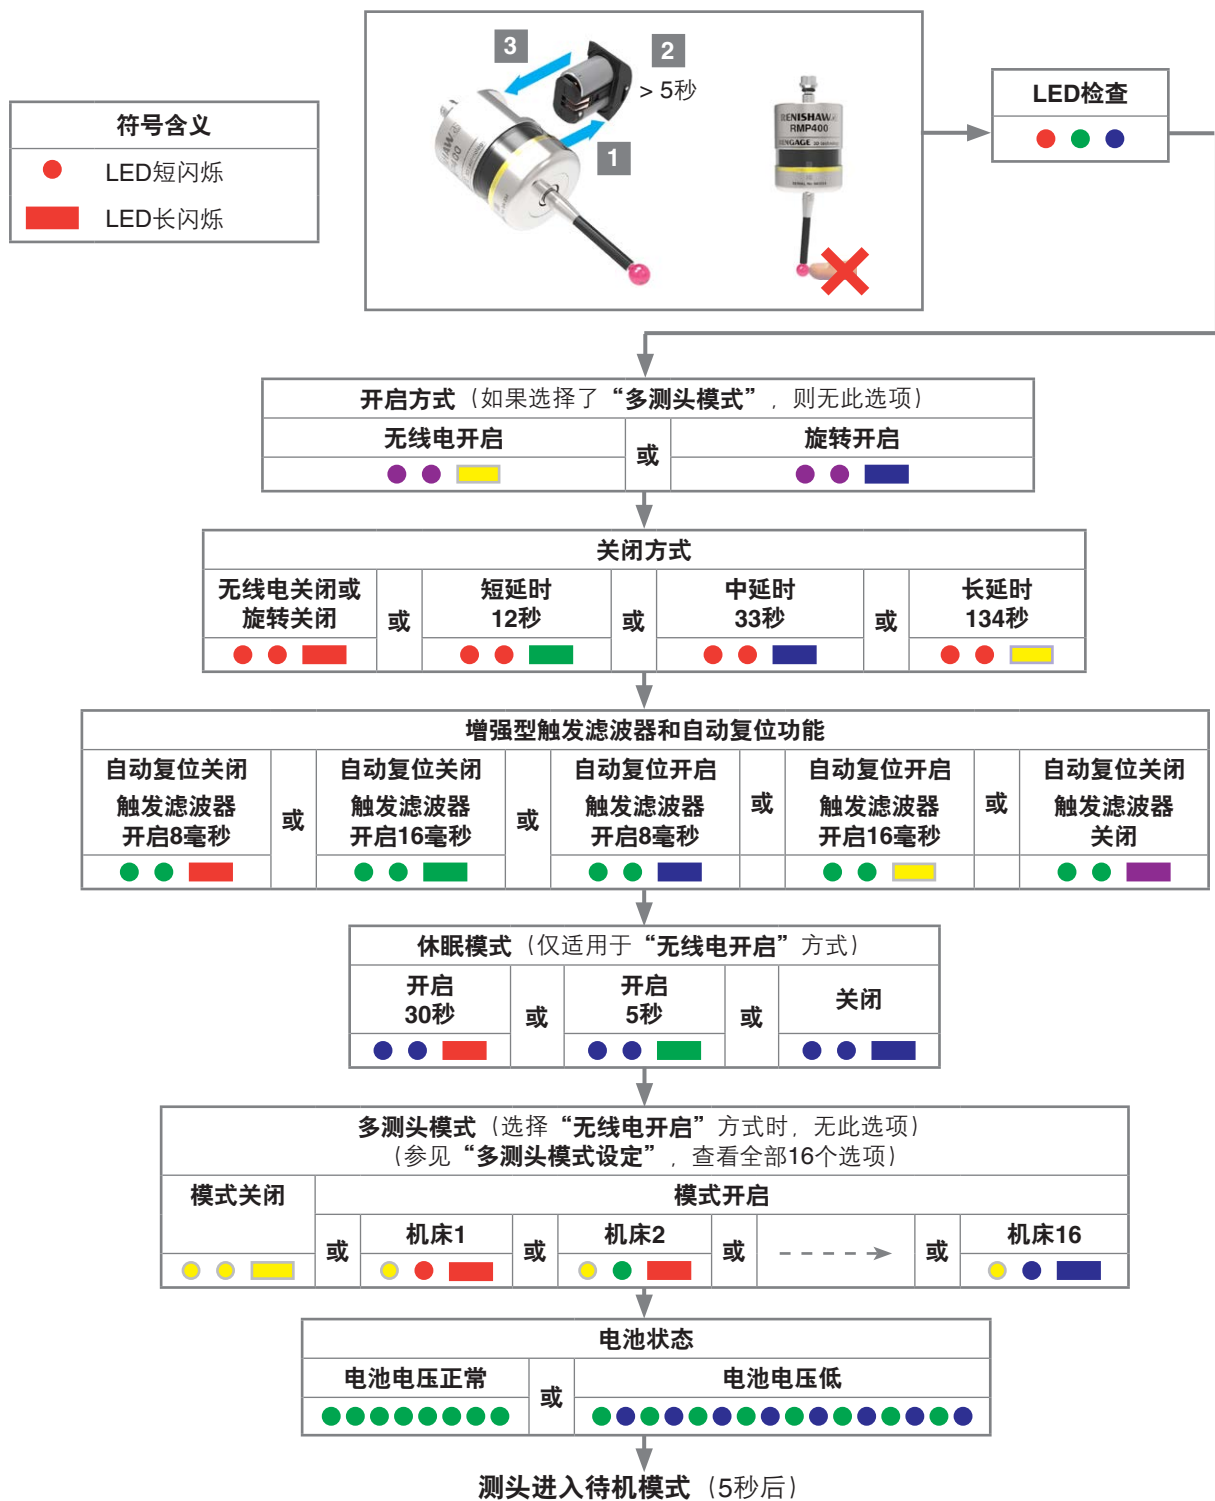 3
2
> 5秒
1
RENISHAW
RMP400
RENGAGE
LED检查
符号含义
LED短闪烁
LED长闪烁
开启方式（如果选择了“多测头模式”，则无此选项）
无线电开启
或
旋转开启
关闭方式
无线电关闭或
旋转关闭
或
短延时
12秒
或
中延时
33秒
或
长延时
134秒
增强型触发滤波器和自动复位功能
自动复位关闭
触发滤波器
开启8毫秒
或
自动复位关闭
触发滤波器
开启16毫秒
或
自动复位开启
触发滤波器
开启8毫秒
或
自动复位开启
触发滤波器
开启16毫秒
或
自动复位关闭
触发滤波器
关闭
休眠模式（仅适用于“无线电开启”方式）
开启
30秒
或
开启
5秒
或
关闭
多测头模式（选择“无线电开启”方式时，无此选项）
（参见“多测头模式设定”，查看全部16个选项）
模式关闭
模式开启
或
机床1
或
机床2
或
或
机床16
电池状态
电池电压正常
或
电池电压低
测头进入待机模式（5秒后）